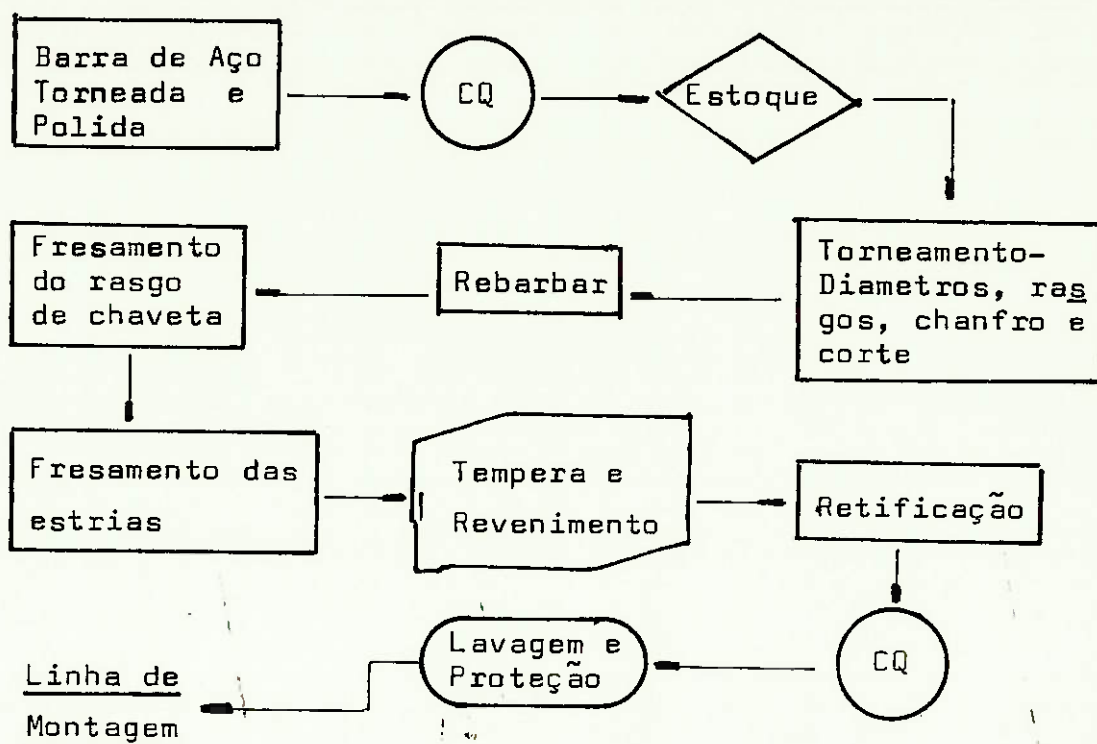 Barra de Aço
Torneada e
Polida
CQ
Estoque
Torneamento-
Diametros, ras
gos, chanfro e
corte
Rebarbar
Fresamento
do rasgo
de chaveta
Fresamento das
estrias
Tempera e
Revenimento
Retificação
CQ
Lavagem e
Proteção
Linha de
Montagem